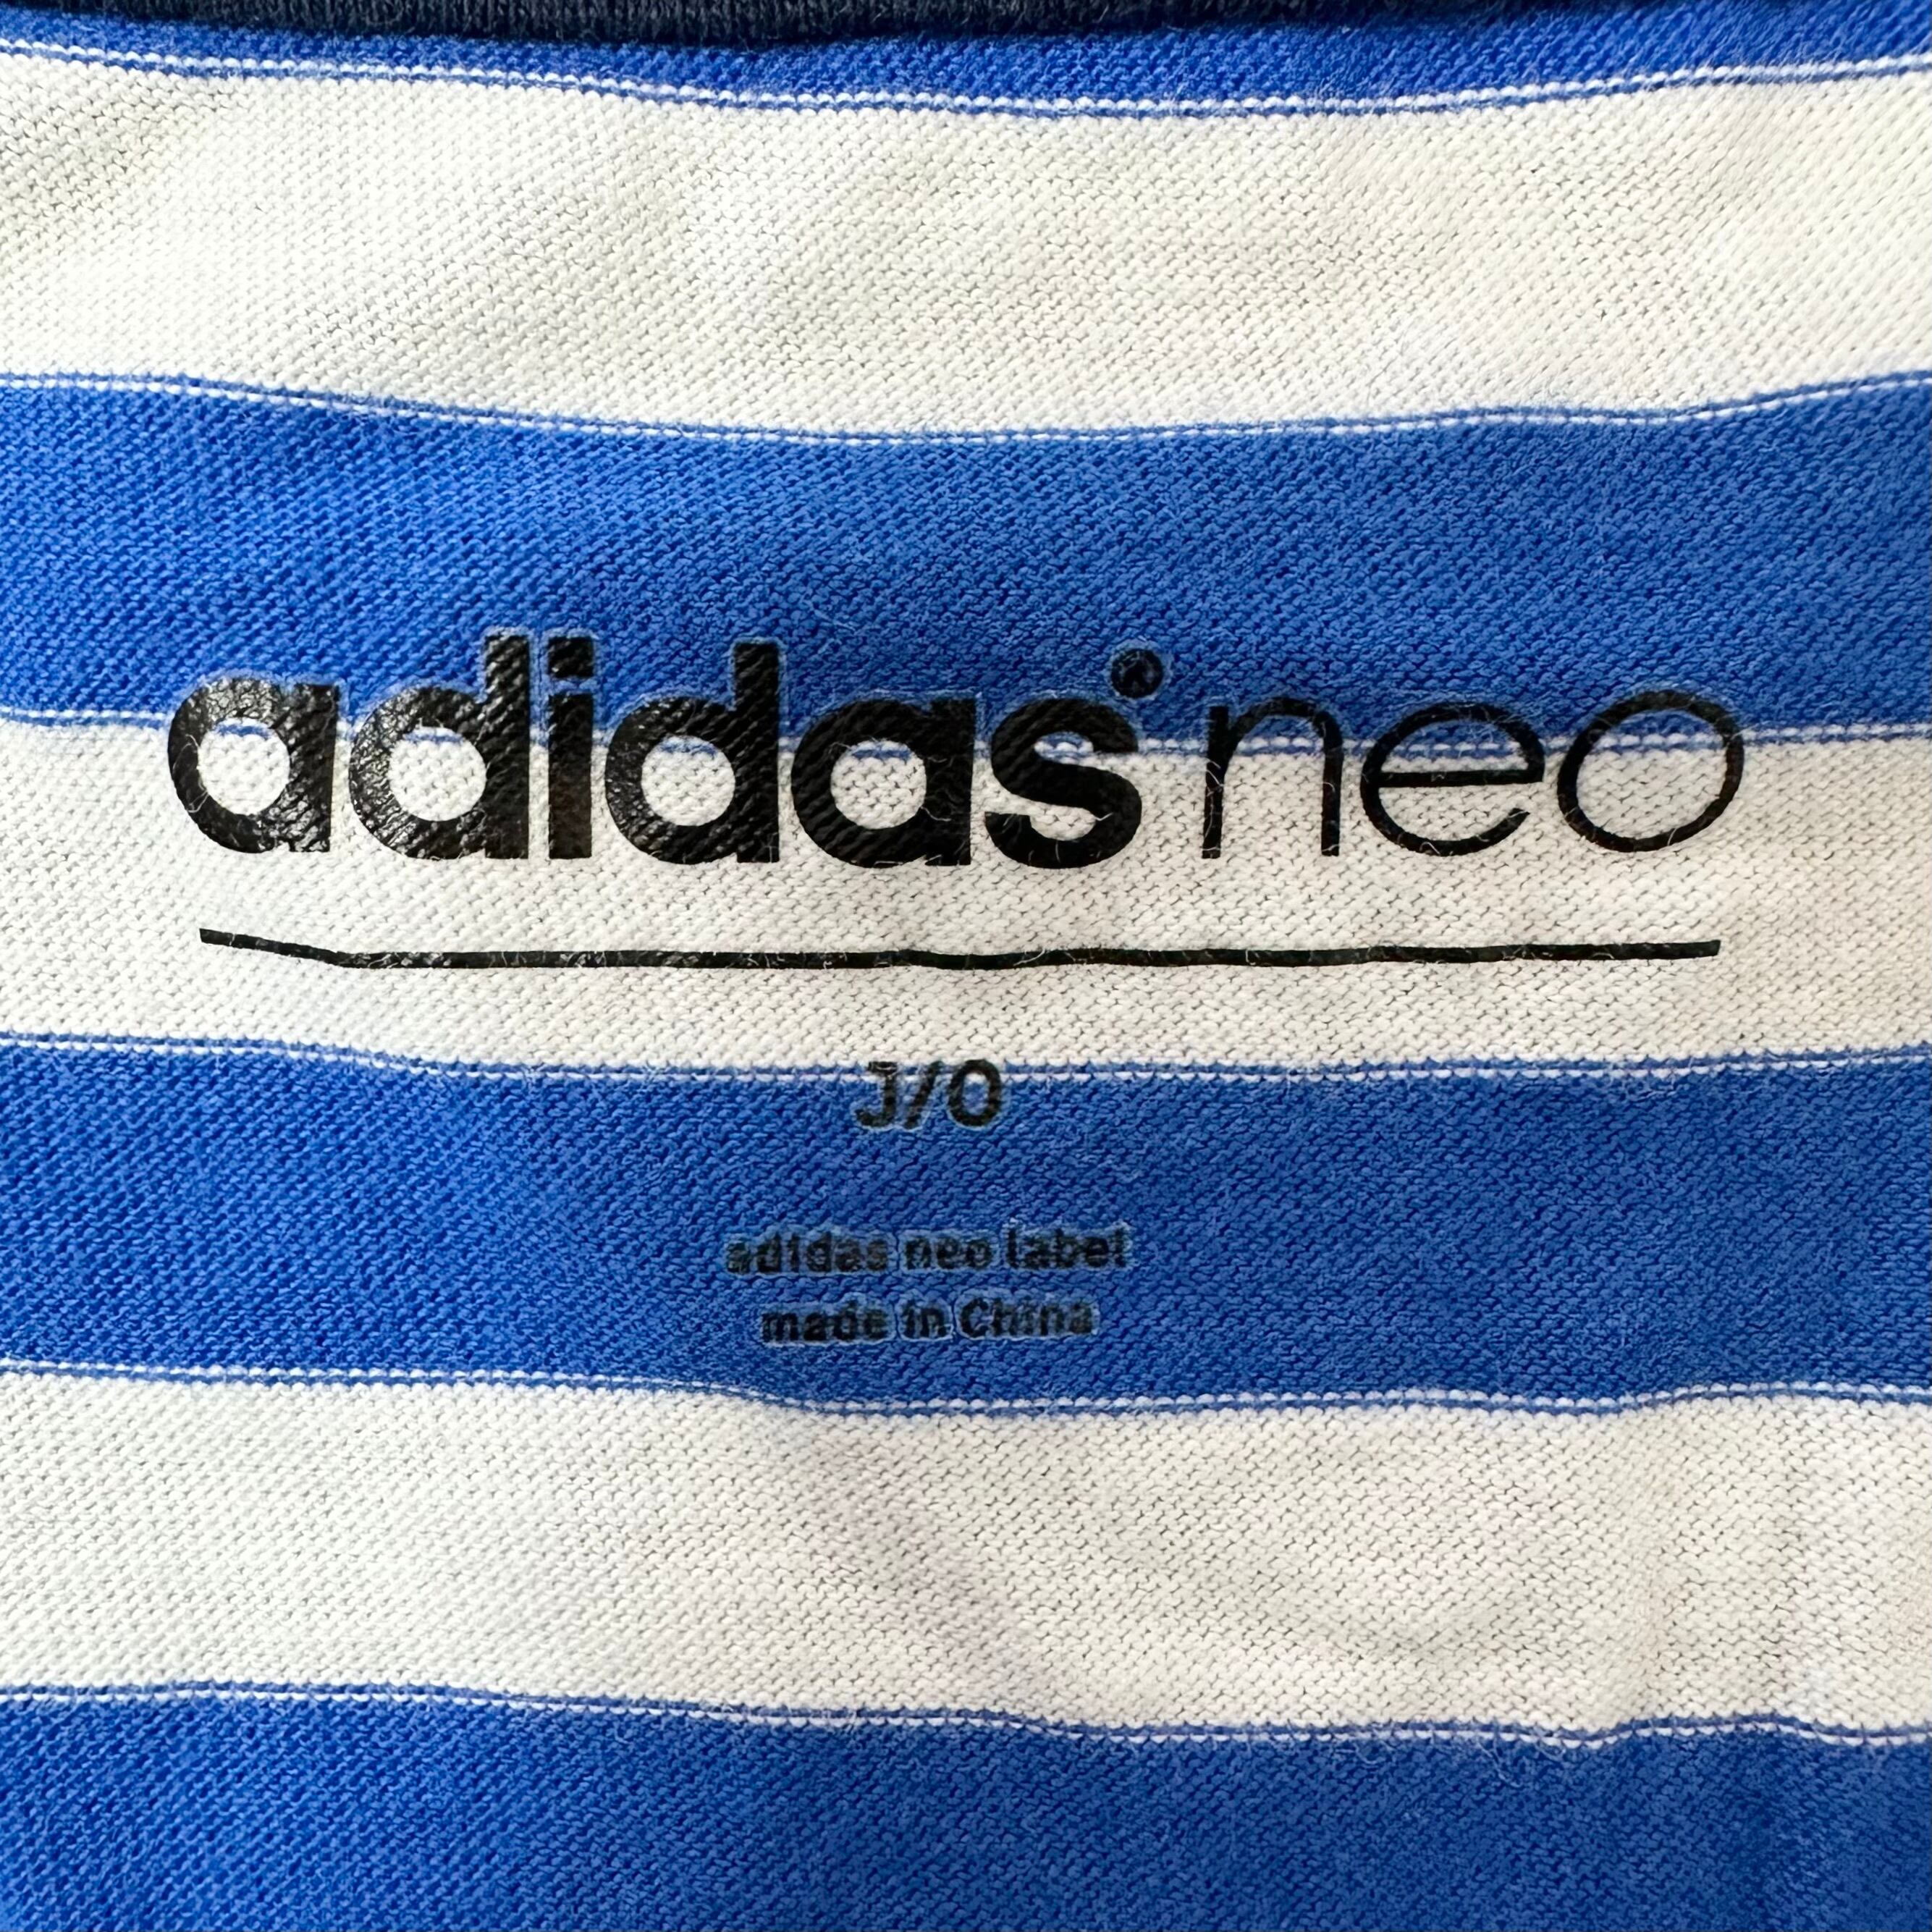 adidas® neo
J/O
adidas neo label
made in China